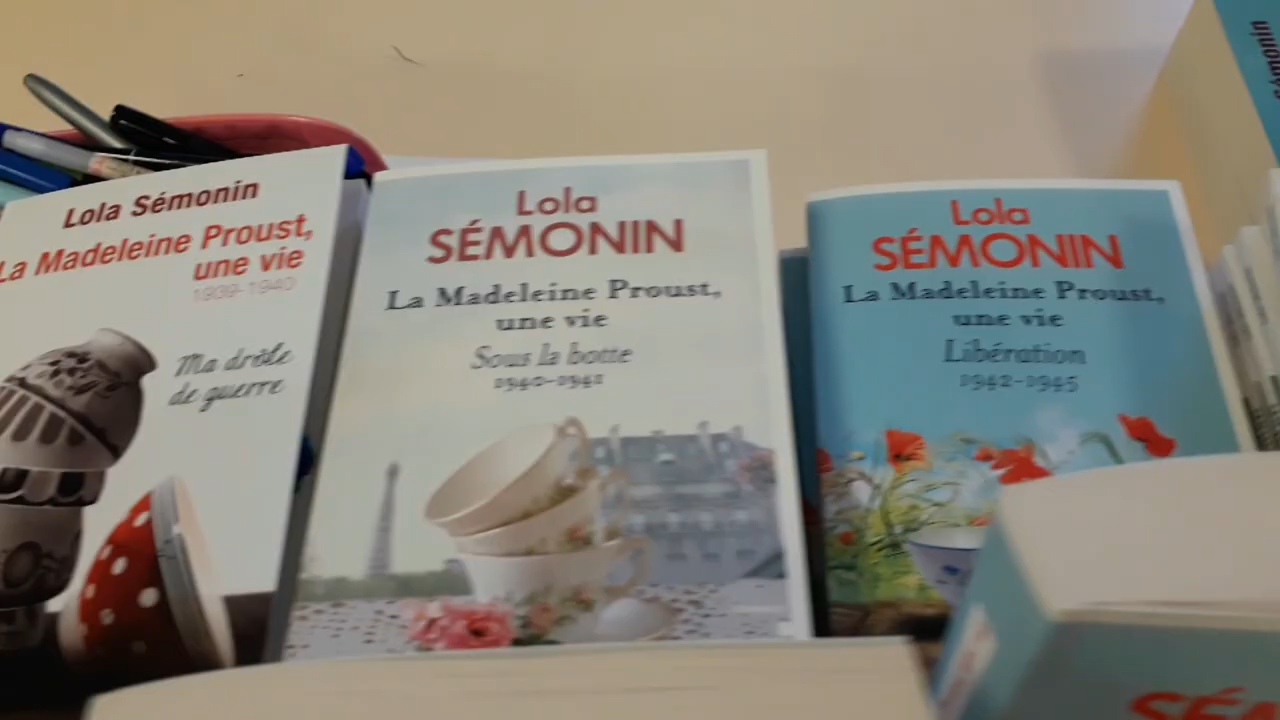 Lola Sémonin
La Madeleine Proust,
une vie
1939-1940
Ma drôle
de guerre
Lola
SÉMONIN
La Madeleine Proust,
une vie
Sous la botte
1940-1941
Lola
SÉMONIN
La Madeleine Proust,
une vie
Libération
1942-1945
Sémonin